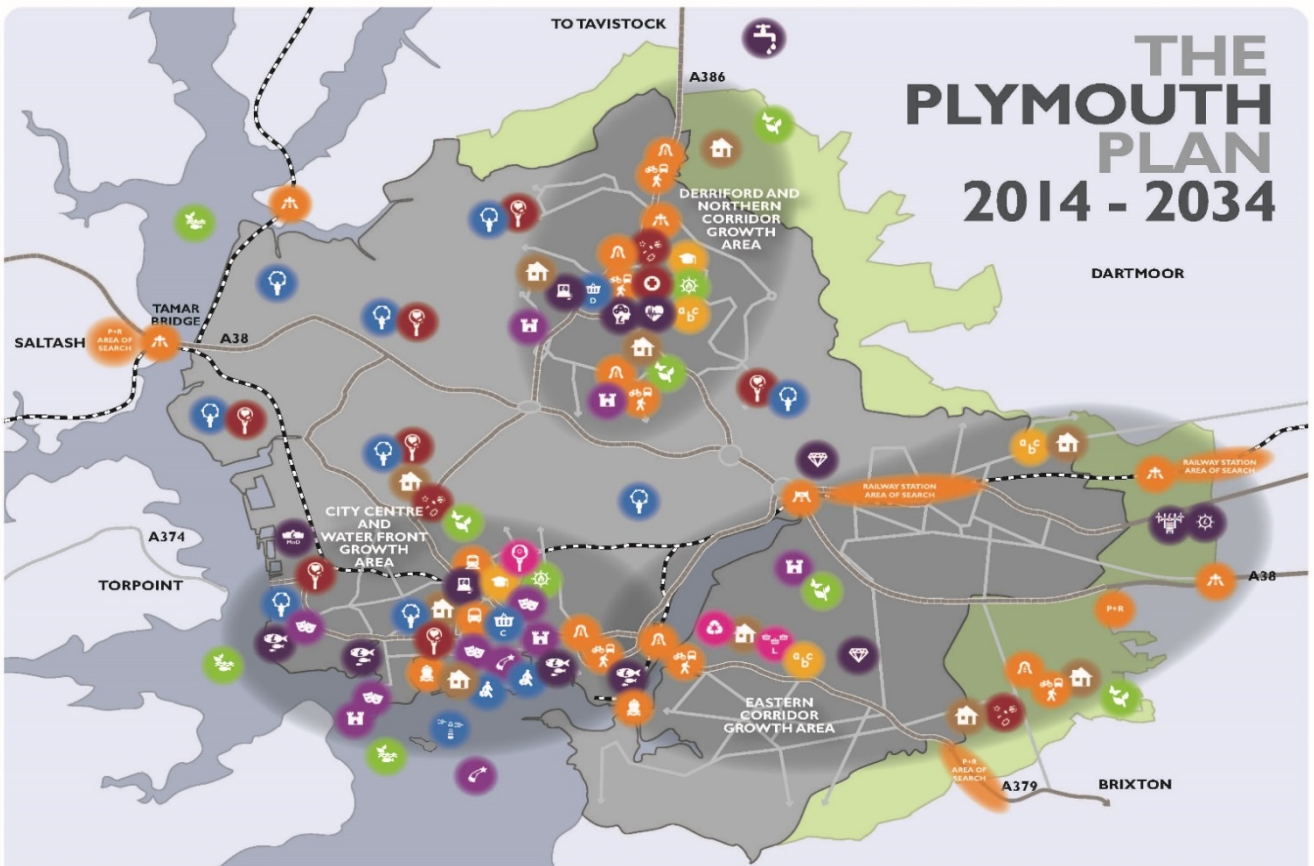 TO TAVISTOCK
A386
THE
PLYMOUTH
PLAN
2014 - 2034
DERRIFORD AND
NORTHERN
CORRIDOR
GROWTH
AREA
DARTMOOR
TAMAR
BRIDGE
SALTASH
P+R
AREA OF
SEARCH
A38
D
a b c
a b c
RAILWAY STATION
AREA OF SEARCH
RAILWAY STATION
AREA OF SEARCH
CITY CENTRE
AND
WATER FRONT
GROWTH
AREA
A374
TORPOINT
A38
P+R
C
L
a b c
EASTERN
CORRIDOR
GROWTH AREA
P+R
AREA OF
SEARCH
A379
BRIXTON